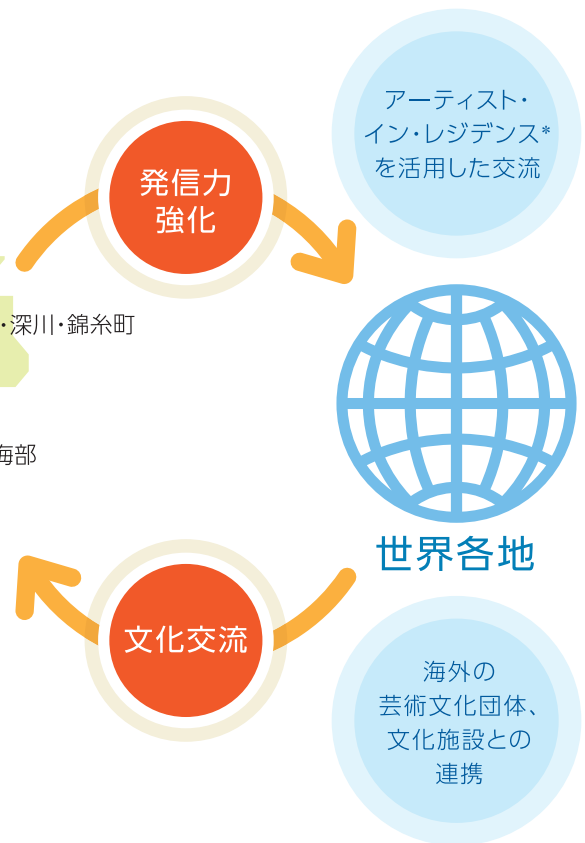 アーティスト・
イン・レジデンス*
を活用した交流
発信力
強化
・深川・錦糸町
海部
世界各地
文化交流
海外の
芸術文化団体、
文化施設との
連携